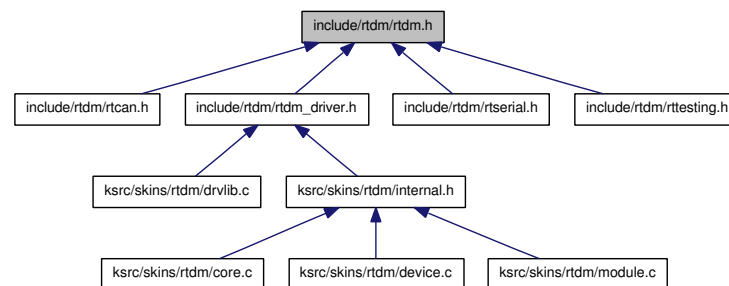 include/rtdm/rtdm.h
include/rtdm/rtcan.h
include/rtdm/rtdm_driver.h
include/rtdm/rtserial.h
include/rtdm/rttesting.h
ksrc/skins/rtdm/drvlib.c
ksrc/skins/rtdm/internal.h
ksrc/skins/rtdm/core.c
ksrc/skins/rtdm/device.c
ksrc/skins/rtdm/module.c